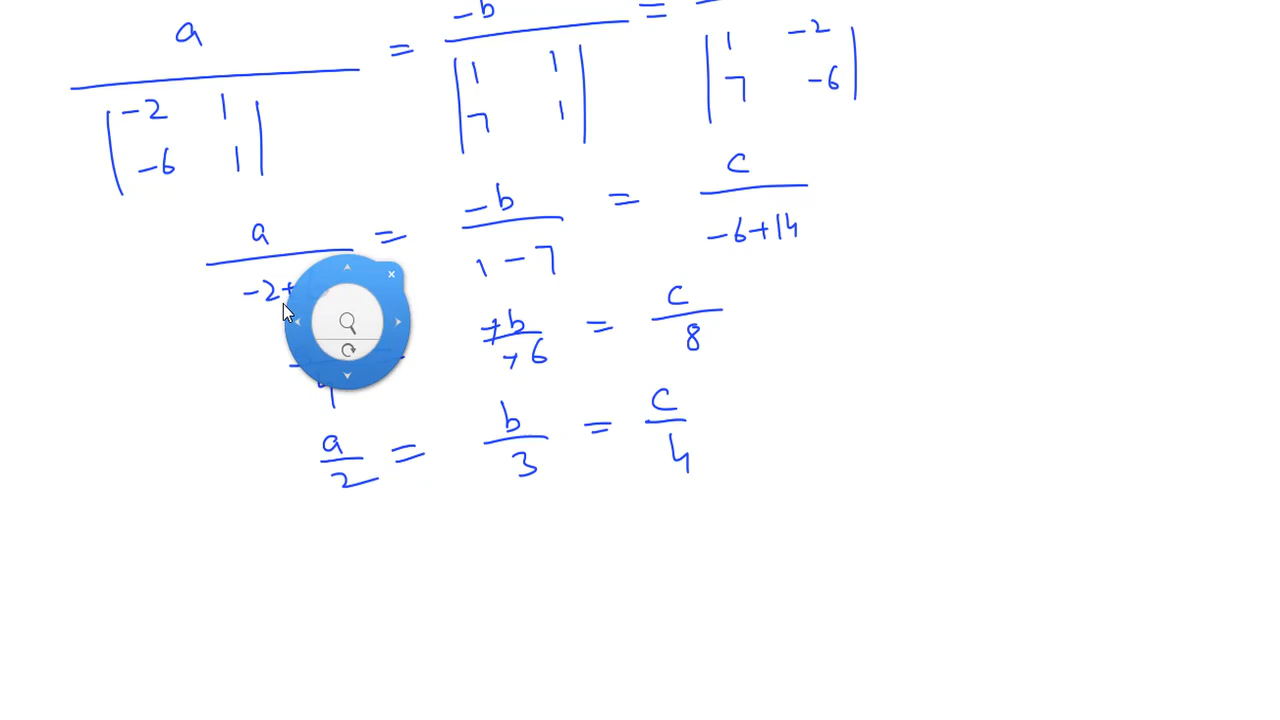 a = -b =
|-2 1| |1 1| |1 -2|
|-6 1| |7 1| |7 -6|
a/-2+ = -b/1-7 = c/-6+14
4 -b/-6 = c/8
a/2 = b/3 = c/4